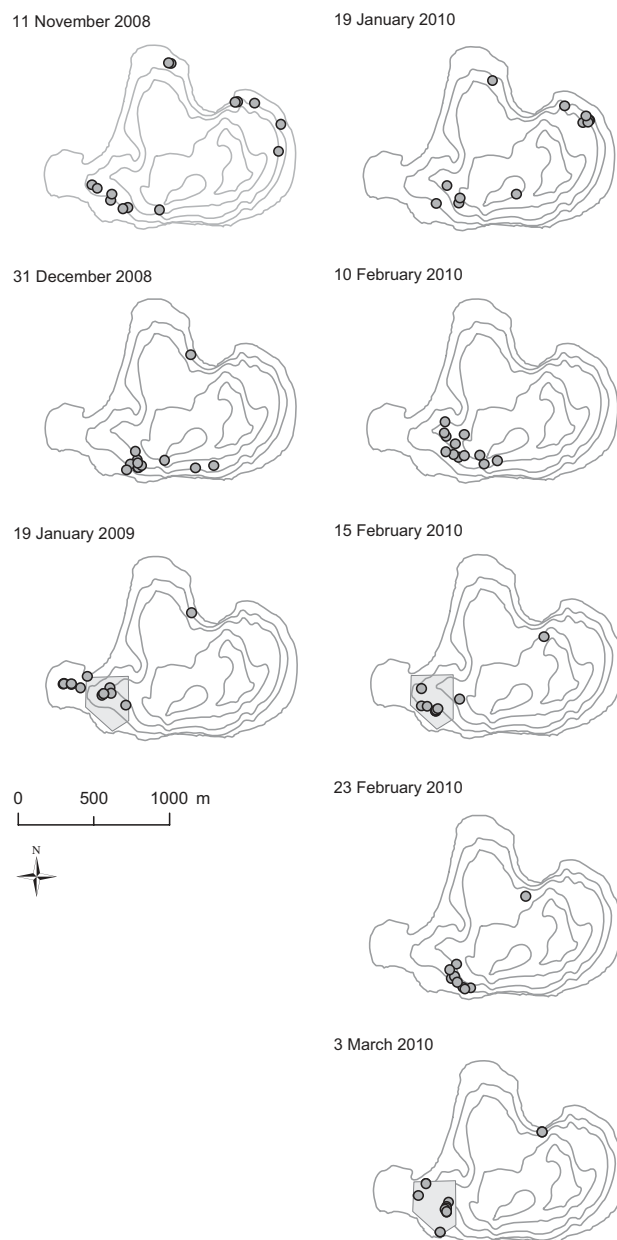 11 November 2008
19 January 2010
31 December 2008
10 February 2010
19 January 2009
15 February 2010
0 500 1000 m
N
23 February 2010
3 March 2010